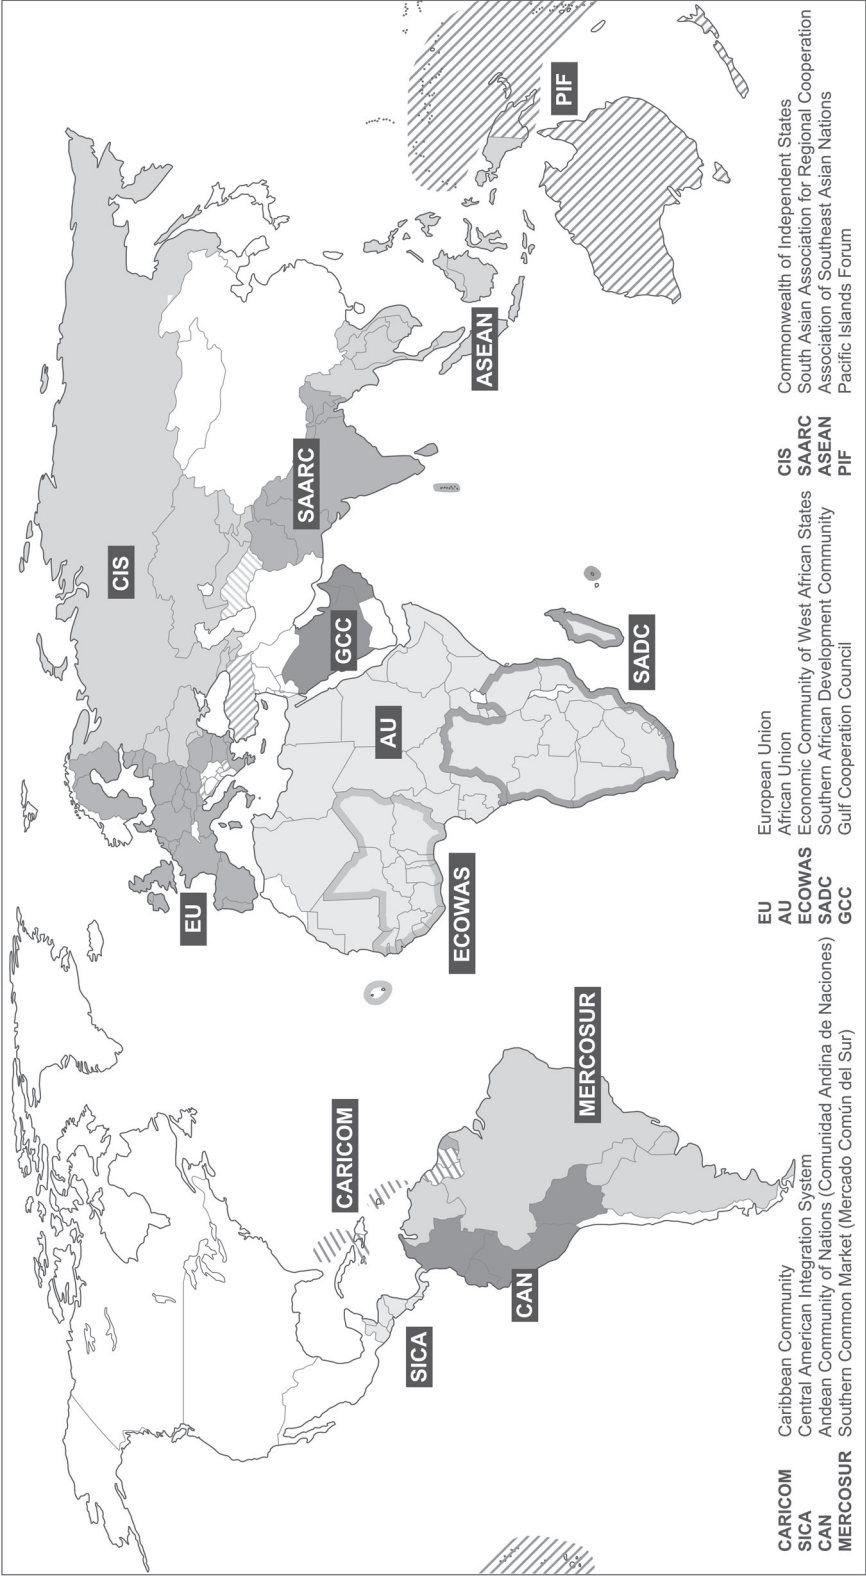 CIS
EU
SAARC
GCC
CARICOM
AU
ASEAN
PIF
SICA
ECOWAS
CAN
MERCOSUR
SADC
CARICOM Caribbean Community
SICA Central American Integration System
CAN Andean Community of Nations (Comunidad Andina de Naciones)
MERCOSUR Southern Common Market (Mercado Común del Sur)
EU European Union
AU African Union
ECOWAS Economic Community of West African States
SADC Southern African Development Community
GCC Gulf Cooperation Council
CIS Commonwealth of Independent States
SAARC South Asian Association for Regional Cooperation
ASEAN Association of Southeast Asian Nations
PIF Pacific Islands Forum